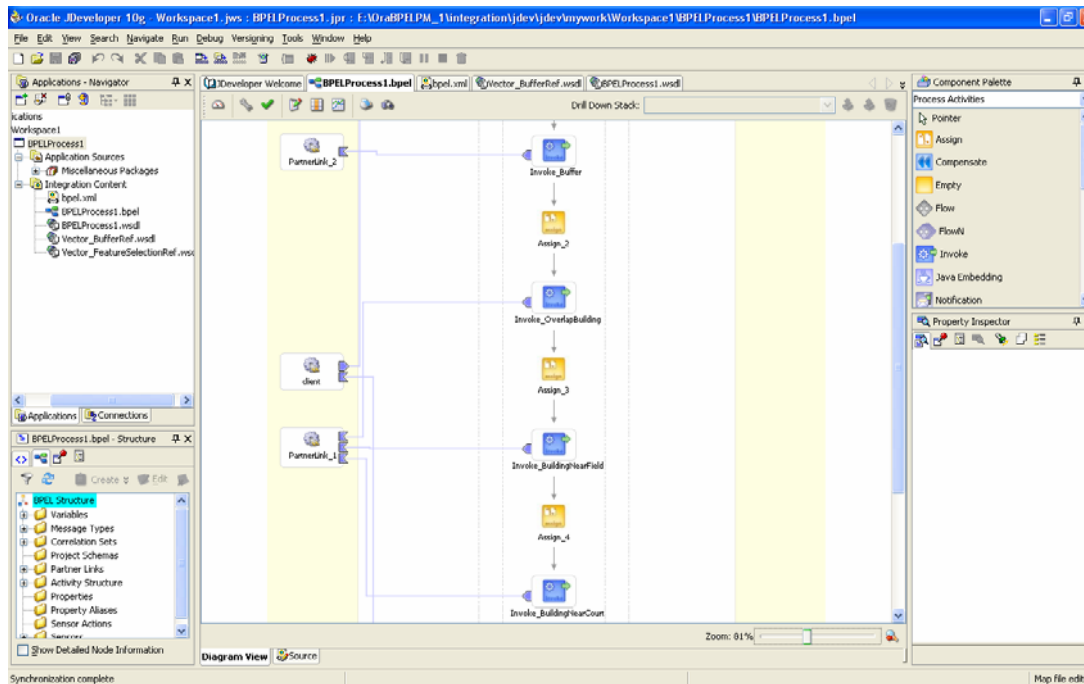 Oracle JDeveloper 10g - Workspace1.jws : BPELProcess1.jpr : E:\OraBPELPM_1\integration\jdev\jdev\mywork\Workspace1\BPELProcess1\BPELProcess1.bpel
File Edit View Search Navigate Run Debug Versioning Tools Window Help
Applications - Navigator
JDeveloper Welcome BPELProcess1.bpel bpel.xml Vector_BufferRef.wsdl BPELProcess1.wsdl
Component Palette
Drill Down Stack:
Process Activities
ications
Workspace1
BPELProcess1
Application Sources
Miscellaneous Packages
Integration Content
bpel.xml
BPELProcess1.bpel
BPELProcess1.wsdl
Vector_BufferRef.wsdl
Vector_FeatureSelectionRef.wsd
Applications Connections
BPELProcess1.bpel - Structure
Create Edit
BPEL Structure
Variables
Message Types
Correlation Sets
Project Schemas
Partner Links
Activity Structure
Properties
Property Aliases
Sensor Actions
Sensors
Show Detailed Node Information
PartnerLink_2
client
PartnerLink_1
Invoke_Buffer
Assign_2
Invoke_OverlapBuilding
Assign_3
Invoke_BuildingNearField
assign
Assign_4
Invoke_BuildingNearCourt
Zoom: 81%
Diagram View Source
Pointer
Assign
Compensate
Empty
Flow
FlowN
Invoke
Java Embedding
Notification
Property Inspector
Synchronization complete
Map file edit